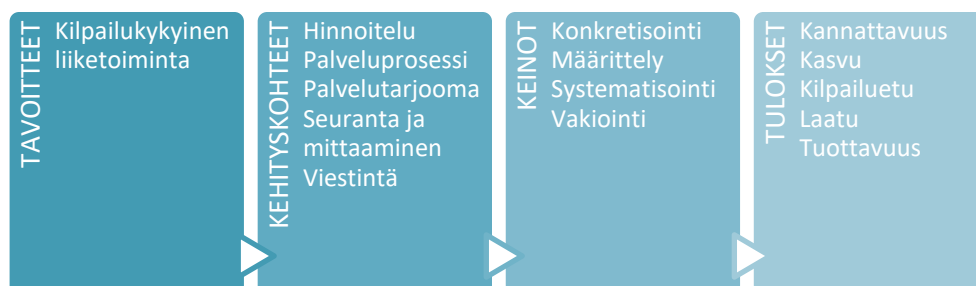 TAVOITTEET
Kilpailukykyinen
liiketoiminta
KEHITYSKOHTEET
Hinnoitelu
Palveluprosessi
Palvelutarjooma
Seuranta ja
mittaaminen
Viestintä
KEINOT
Konkretisointi
Määrittely
Systematisointi
Vakiointi
TULOKSET
Kannattavuus
Kasvu
Kilpailuetu
Laatu
Tuottavuus